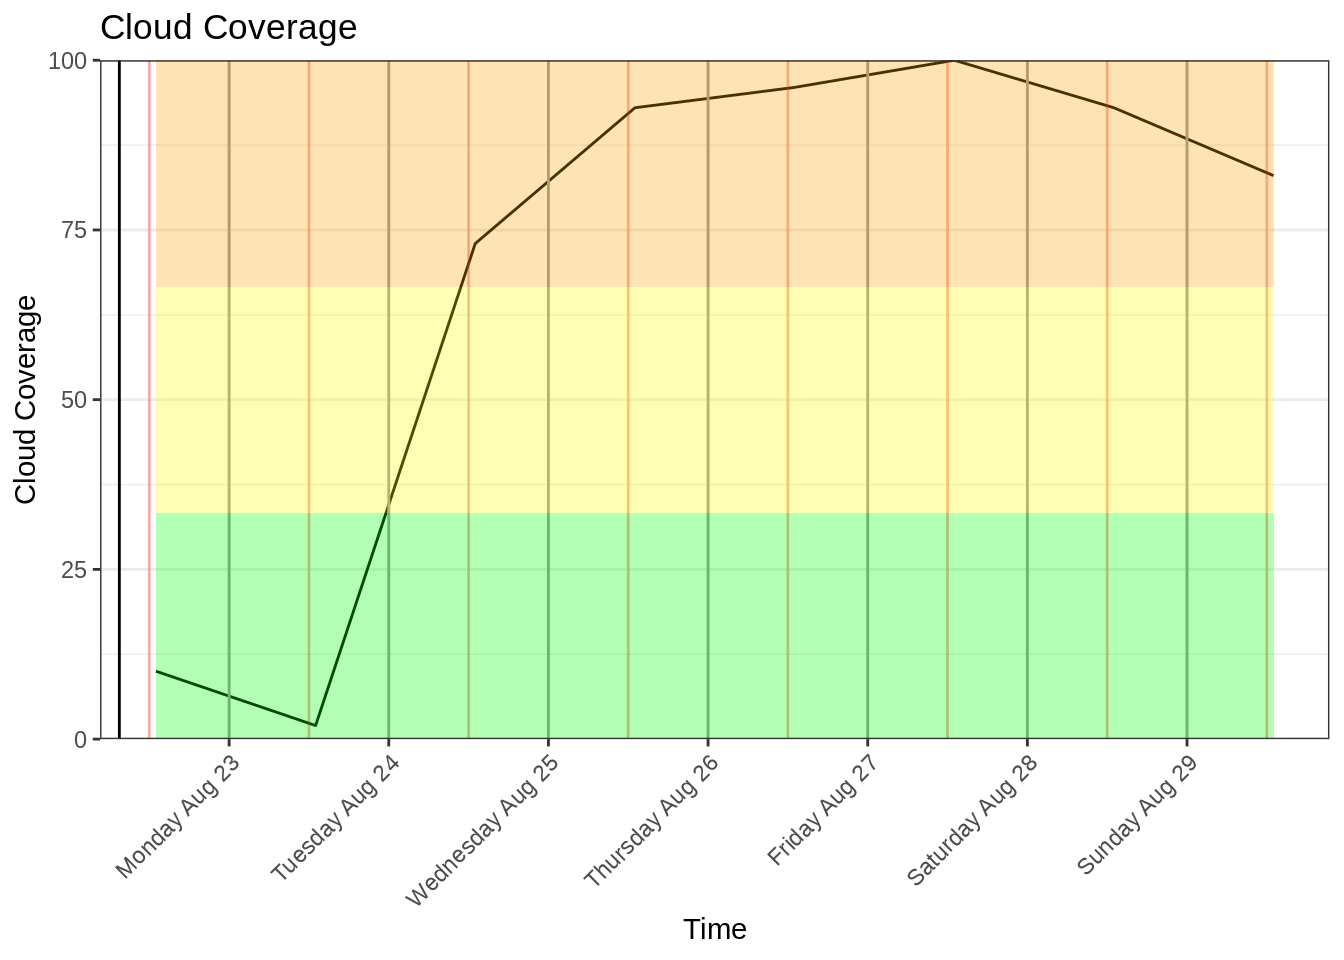 Cloud Coverage
100
75
50
25
0
Cloud Coverage
Monday Aug 23
Tuesday Aug 24
Wednesday Aug 25
Thursday Aug 26
Friday Aug 27
Saturday Aug 28
Sunday Aug 29
Time